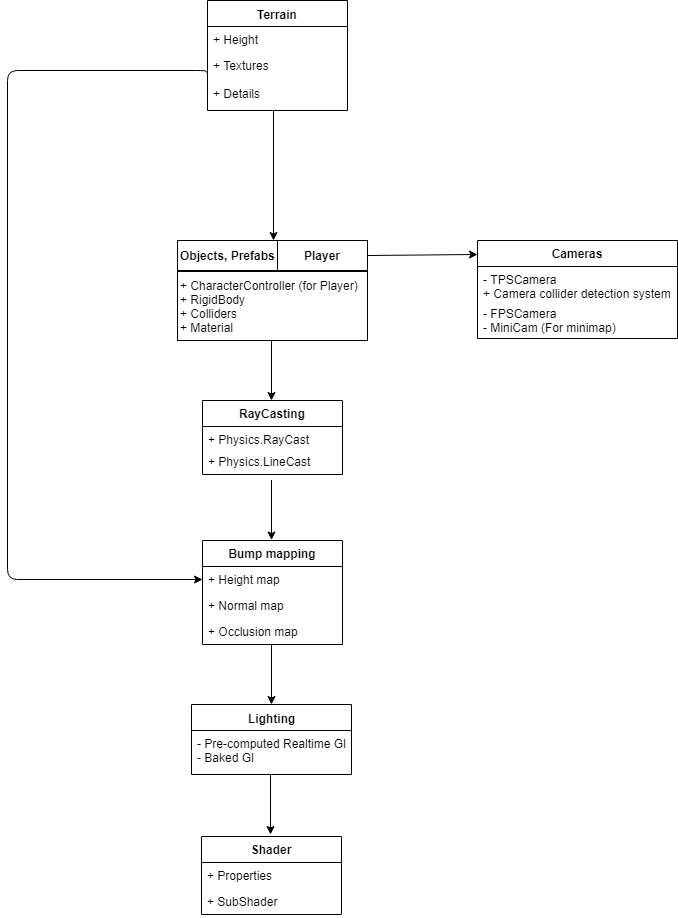 Terrain
+ Height
+ Textures
+ Details
Objects, Prefabs
Player
+ CharacterController (for Player)
+ RigidBody
+ Colliders
+ Material
Cameras
- TPSCamera
+ Camera collider detection system
- FPSCamera
- MiniCam (For minimap)
RayCasting
+ Physics.RayCast
+ Physics.LineCast
Bump mapping
+ Height map
+ Normal map
+ Occlusion map
Lighting
- Pre-computed Realtime GI
- Baked GI
Shader
+ Properties
+ SubShader